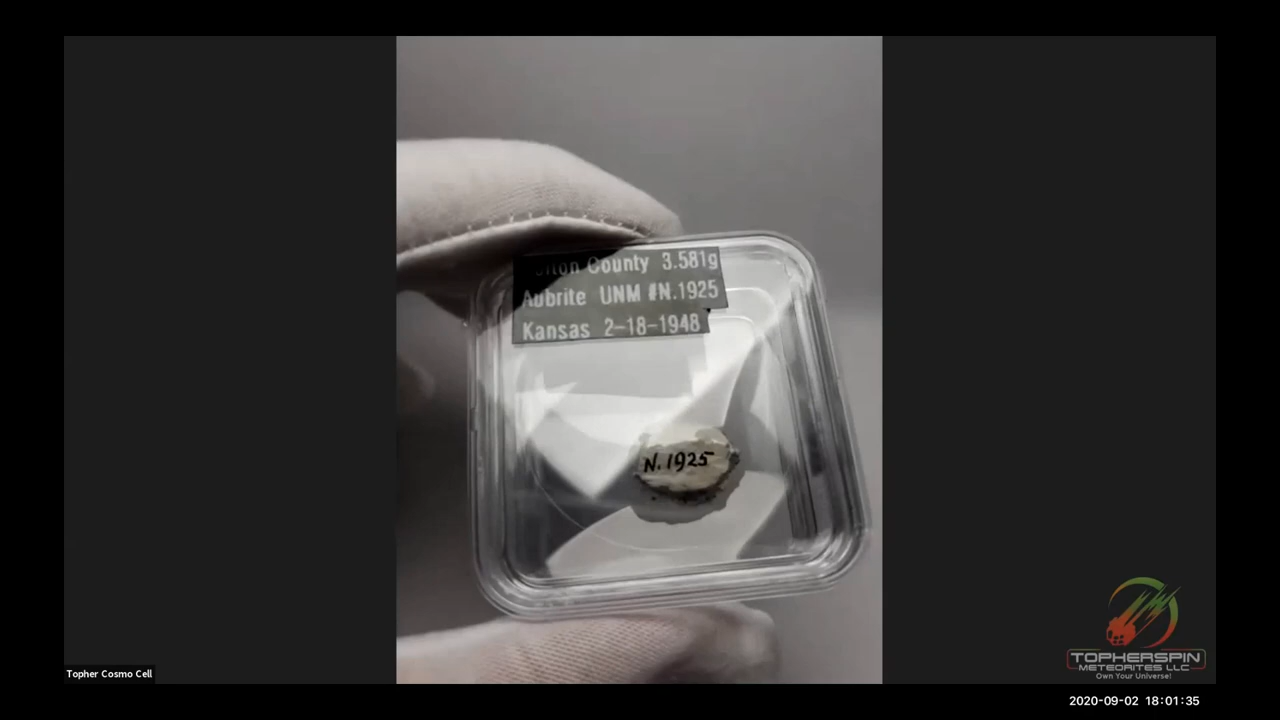 County 3.581g
Aubrite UNM #N.1925
Kansas 2-18-1948
N.1925
TOPHERSPIN
METEORITES LLC
Own Your Universe!
Topher Cosmo Cell
2020-09-02 18:01:35